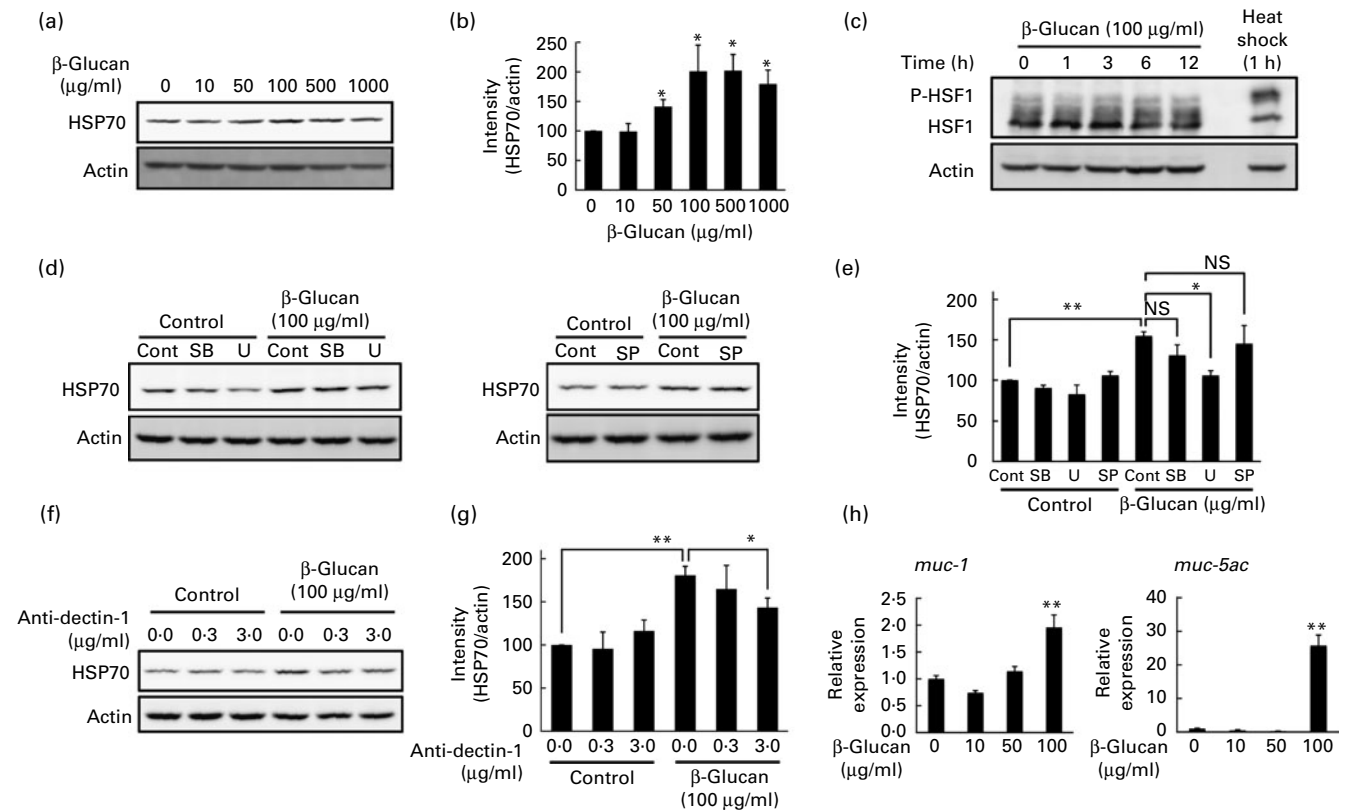 (a)
β-Glucan
(µg/ml)
0 10 50 100 500 1000
HSP70
Actin
(b)
Intensity
(HSP70/actin)
250
200
150
100
50
0
* * * *
0 10 50 100 500 1000
β-Glucan (µg/ml)
(c)
β-Glucan (100 µg/ml)
Heat
shock
(1 h)
Time (h) 0 1 3 6 12
P-HSF1
HSF1
Actin
(d)
Control
β-Glucan
(100 µg/ml)
Cont SB U Cont SB U
HSP70
Actin
Control
β-Glucan
(100 µg/ml)
Cont SP Cont SP
HSP70
Actin
(e)
Intensity
(HSP70/actin)
200
150
100
50
0
** NS * NS
Cont SB U SP Cont SB U SP
Control β-Glucan (µg/ml)
(f)
Control
β-Glucan
(100 µg/ml)
Anti-dectin-1
(µg/ml)
0·0 0·3 3·0 0·0 0·3 3·0
HSP70
Actin
(g)
Intensity
(HSP70/actin)
200
150
100
50
0
** *
Anti-dectin-1
(µg/ml)
0·0 0·3 3·0 0·0 0·3 3·0
Control
β-Glucan
(100 µg/ml)
(h)
muc-1
Relative
expression
2·5
2·0
1·5
1·0
0·5
0·0
**
β-Glucan
(µg/ml)
0 10 50 100
muc-5ac
Relative
expression
40
30
20
10
0
**
β-Glucan
(µg/ml)
0 10 50 100